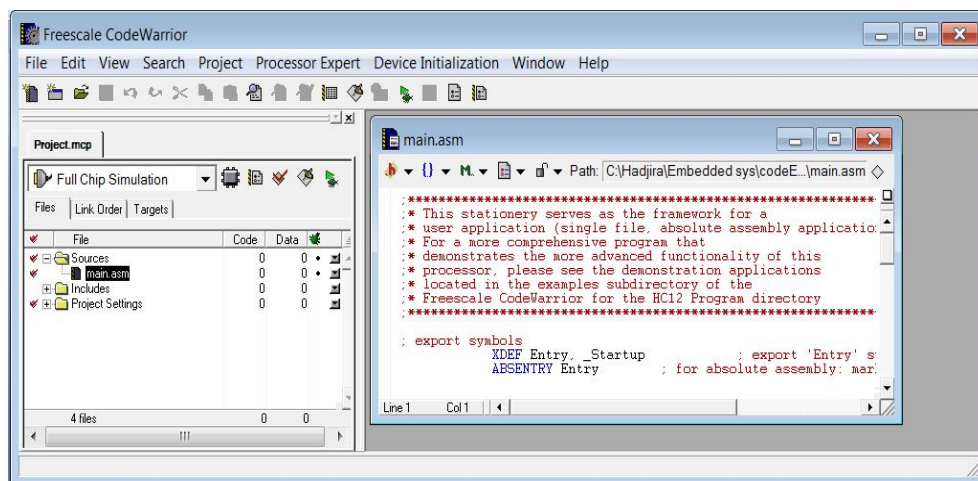 Freescale CodeWarrior
File Edit View Search Project Processor Expert Device Initialization Window Help
Project.mcp
Full Chip Simulation
Files Link Order Targets
File Code Data
Sources 0 0
main.asm 0 0
Includes 0 0
Project Settings 0 0
4 files 0 0
main.asm
M. Path: C:\Hadjira\Embedded sys\codeE...\main.asm
;*******************************************************************
;* This stationery serves as the framework for a
;* user application (single file, absolute assembly applicatio
;* For a more comprehensive program that
;* demonstrates the more advanced functionality of this
;* processor, please see the demonstration applications
;* located in the examples subdirectory of the
;* Freescale CodeWarrior for the HC12 Program directory
;*******************************************************************
; export symbols
XDEF Entry, _Startup ; export 'Entry' s
ABSENTRY Entry ; for absolute assembly: mar
Line 1 Col 1